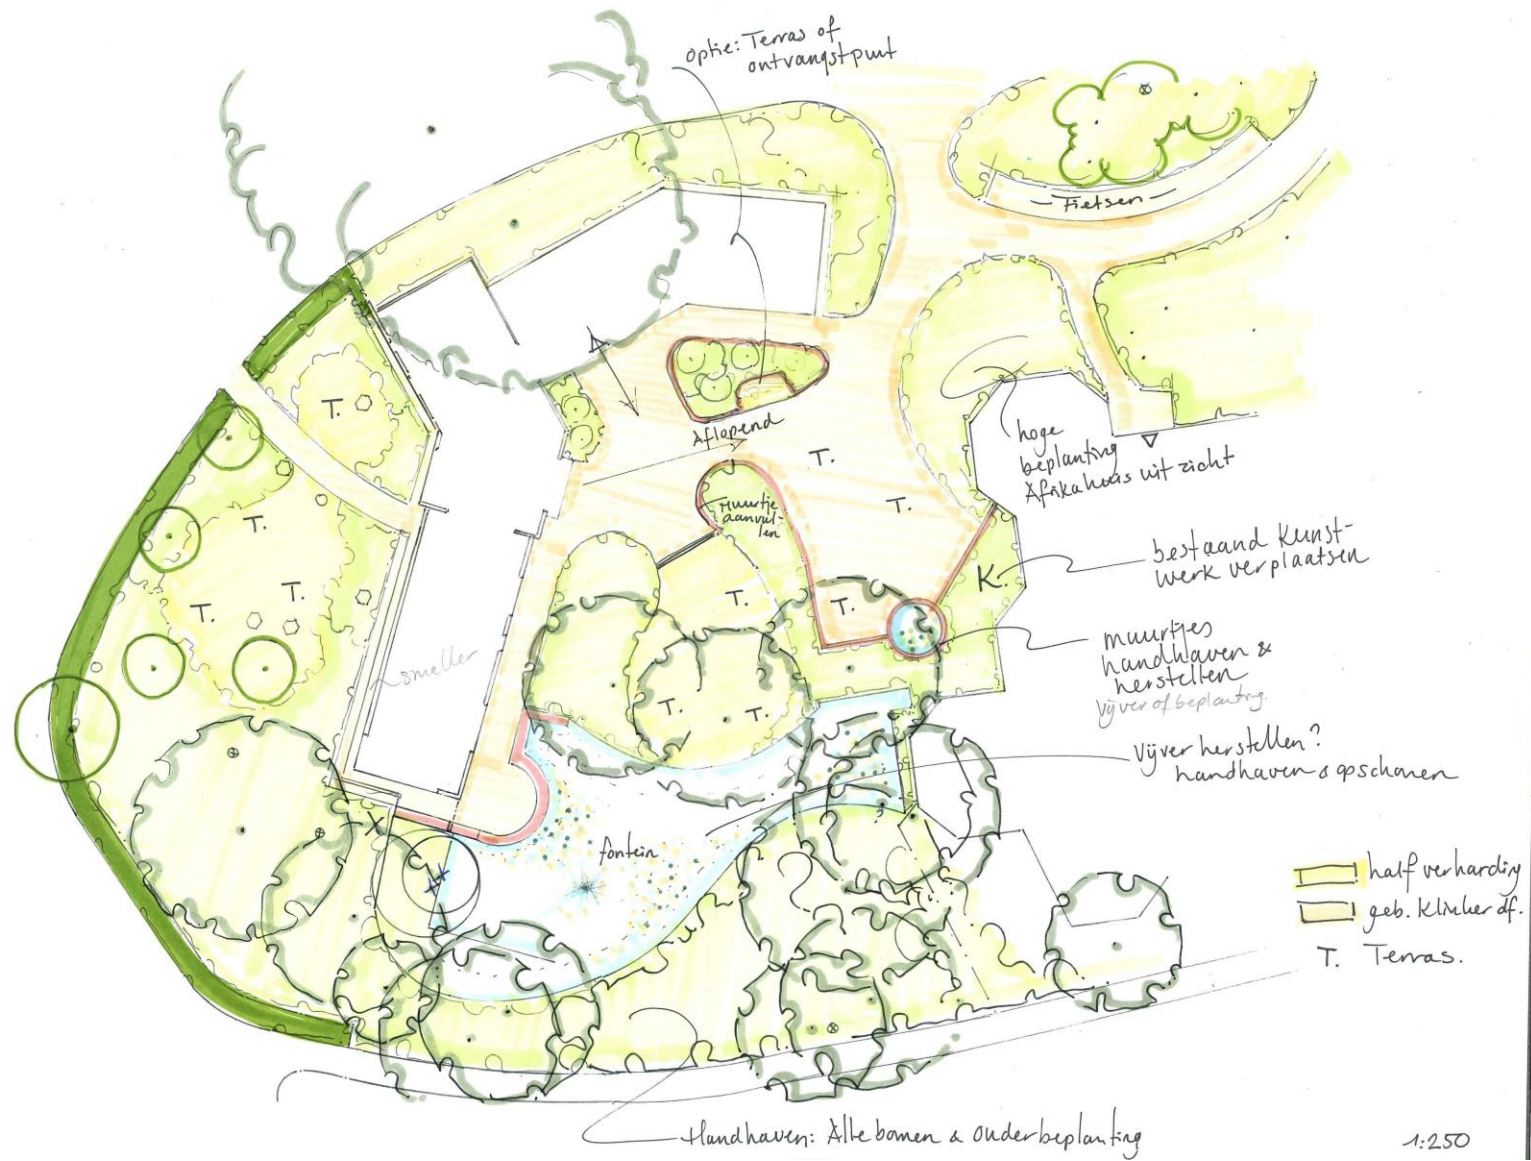 optie: Terras of
ontvangstpunt
Fietsen
T.
Aflopend
T.
hoge
beplanting
Afrikahuis uit zicht
T.
Muurtje
aanvul-
len
T.
bestaand Kunst-
werk verplaatsen
K.
T.
T.
T.
T.
muurtjes
handhaven &
herstellen
vijver of beplanting.
smaller
T.
T.
Vijver herstellen?
handhaven & opschonen
fontein
half verharding
geb. Klinker df.
T. Terras.
Handhaven: Alle bomen & onderbeplanting
1:250